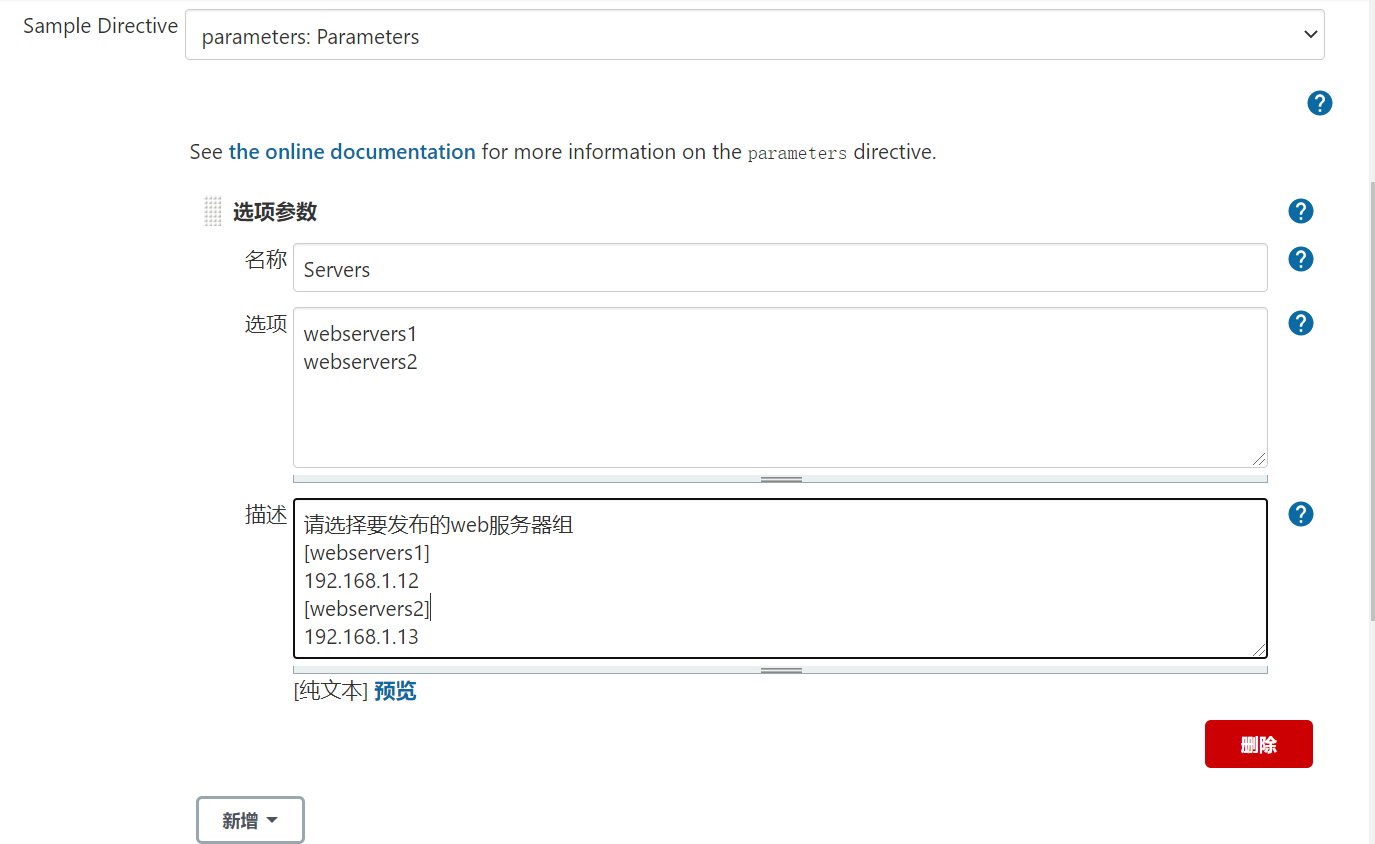 Sample Directive
parameters: Parameters
See the online documentation for more information on the parameters directive.
选项参数
名称
Servers
选项
webservers1
webservers2
描述
请选择要发布的web服务器组
[webservers1]
192.168.1.12
[webservers2]
192.168.1.13
[纯文本] 预览
删除
新增